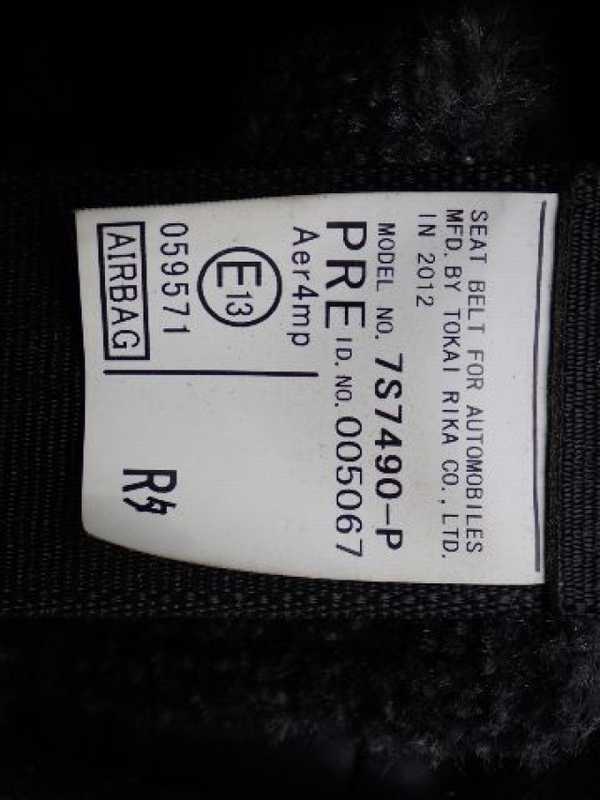 SEAT BELT FOR AUTOMOBILES
MFD. BY TOKAI RIKA CO., LTD.
IN 2012
MODEL NO. 7S7490-P
PRE ID. NO. 005067
Aer4mp
E13
059571
AIRBAG